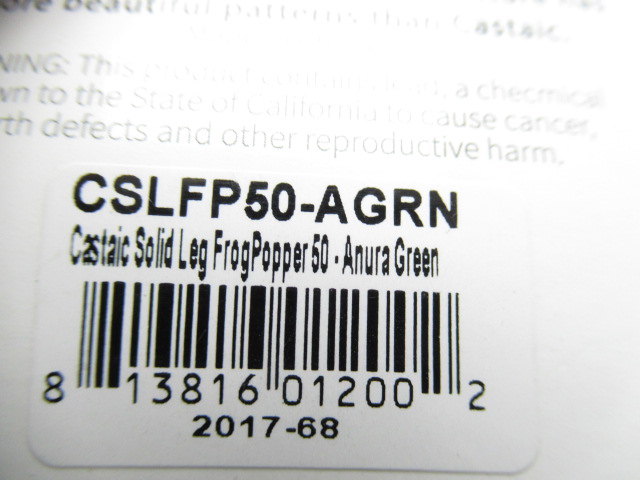 ore beautiful patterns than Castaic.
NING: This product contains lead, a checmical
wn to the State of California to cause cancer,
rth defects and other reproductive harm.
CSLFP50-AGRN
Castaic Solid Leg FrogPopper 50 - Anura Green
8 13816 01200 2
2017-68